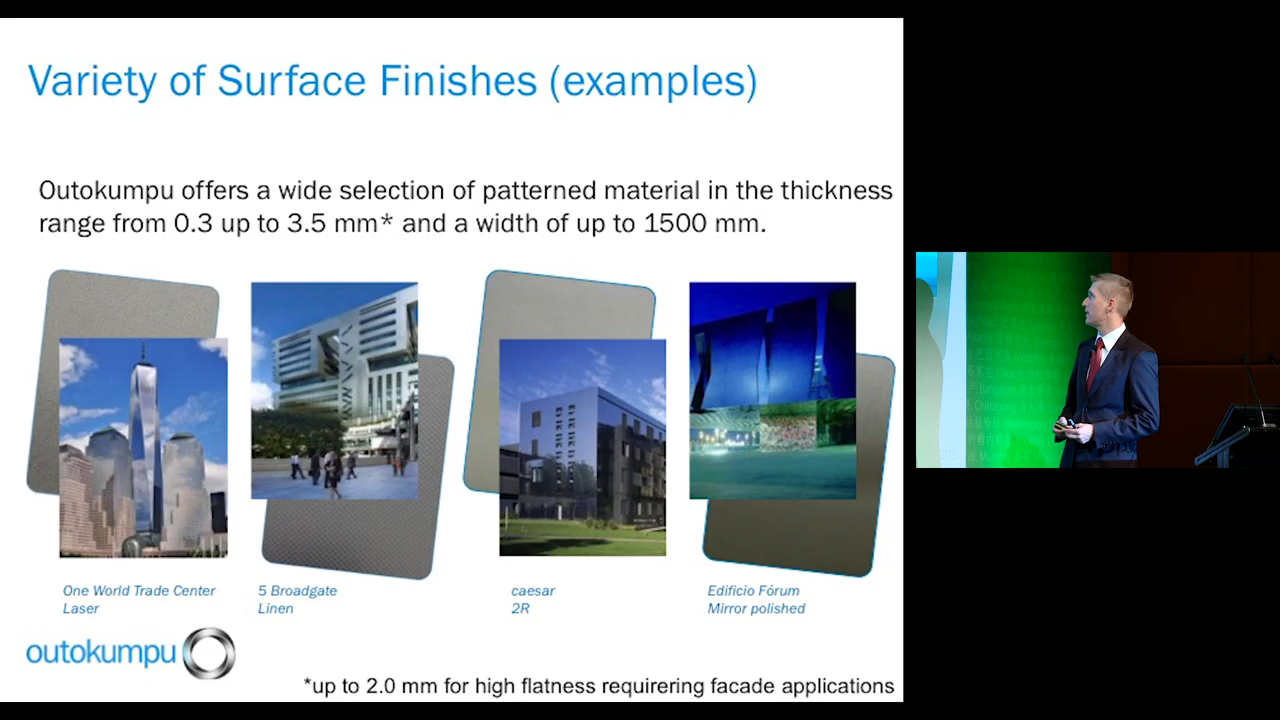 Variety of Surface Finishes (examples)
Outokumpu offers a wide selection of patterned material in the thickness
range from 0.3 up to 3.5 mm* and a width of up to 1500 mm.
One World Trade Center
Laser
5 Broadgate
Linen
caesar
2R
Edificio Fórum
Mirror polished
outokumpu
*up to 2.0 mm for high flatness requirering facade applications